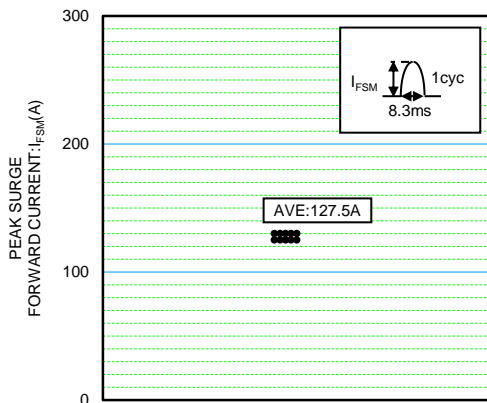 300
200
100
0
PEAK SURGE
FORWARD CURRENT:IFSM(A)
IFSM
1cyc
8.3ms
AVE:127.5A